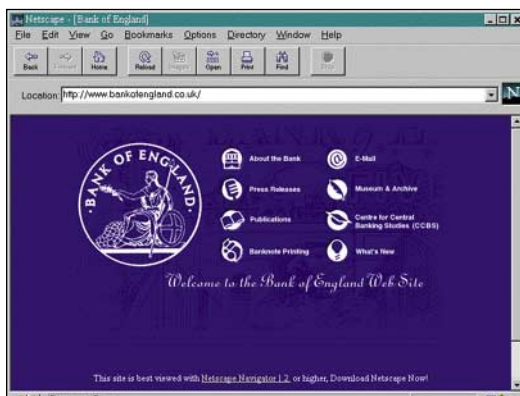 Netscape - [Bank of England]
File Edit View Go Bookmarks Options Directory Window Help
Back Forward Home Reload Images Open Print Find Stop
Location: http://www.bankofengland.co.uk/
N
BANK OF ENGLAND
About the Bank
E-Mail
Press Releases
Museum & Archive
Publications
Centre for Central
Banking Studies (CCBS)
Banknote Printing
What's New
Welcome to the Bank of England Web Site
This site is best viewed with Netscape Navigator 1.2, or higher, Download Netscape Now!